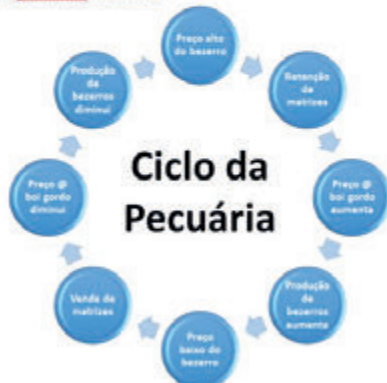 Preço alto
do bezerro
Retenção
de
matrizes
Preço @
boi gordo
aumenta
Produção
de
bezerros
aumenta
Preço
baixo do
bezerro
Venda de
matrizes
Preço @
boi gordo
diminui
Produção
de
bezerros
diminui
Ciclo da
Pecuária